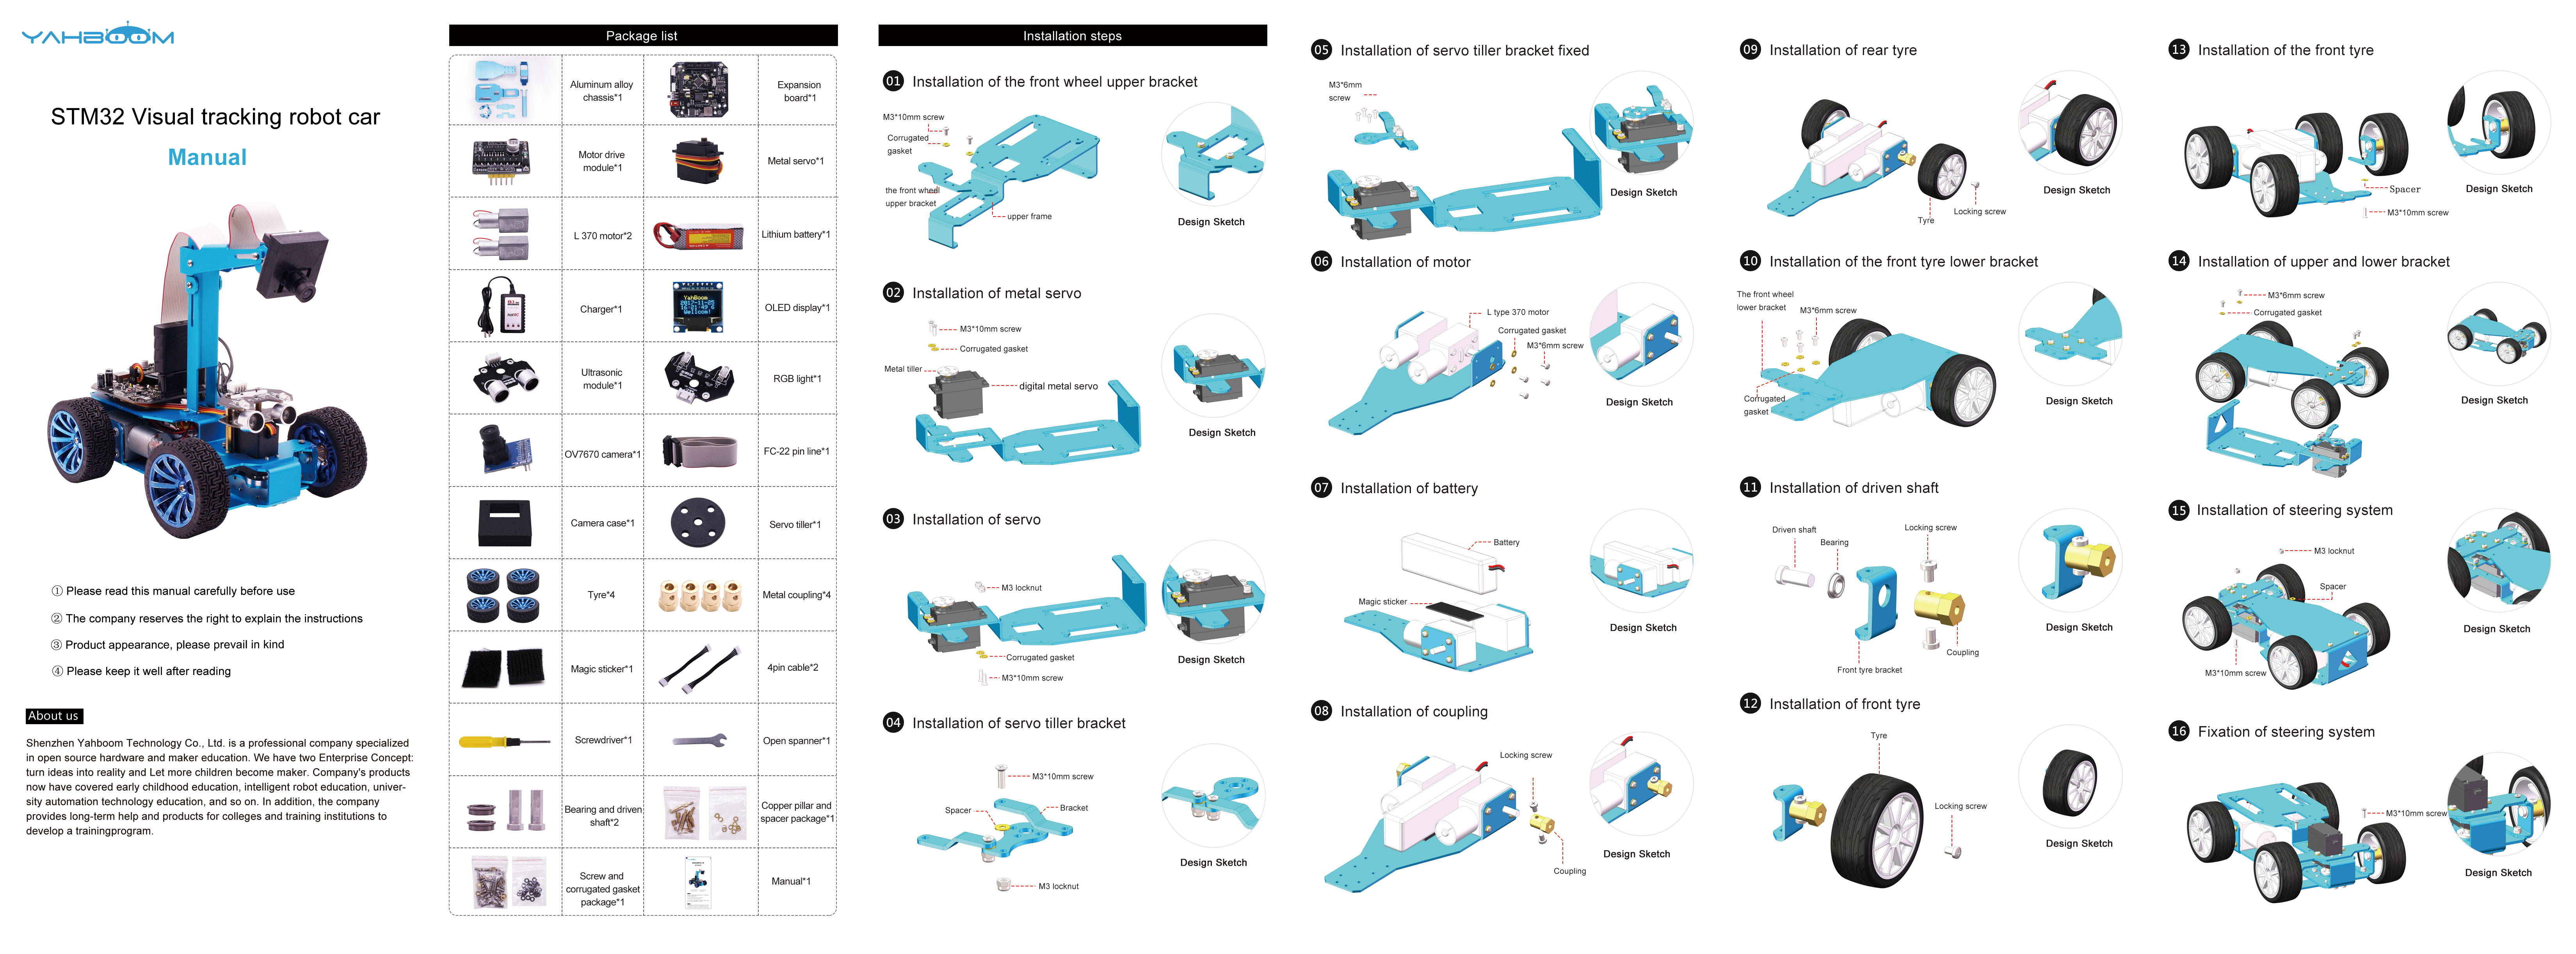 YAHBOOM
STM32 Visual tracking robot car
Manual
① Please read this manual carefully before use
② The company reserves the right to explain the instructions
③ Product appearance, please prevail in kind
④ Please keep it well after reading
About us
Shenzhen Yahboom Technology Co., Ltd. is a professional company specialized
in open source hardware and maker education. We have two Enterprise Concept:
turn ideas into reality and Let more children become maker. Company's products
now have covered early childhood education, intelligent robot education, univer-
sity automation technology education, and so on. In addition, the company
provides long-term help and products for colleges and training institutions to
develop a trainingprogram.
Package list
Aluminum alloy
chassis*1
Expansion
board*1
Motor drive
module*1
Metal servo*1
L 370 motor*2
Lithium battery*1
Charger*1
YahBoom
Wellcom!
OLED display*1
Ultrasonic
module*1
RGB light*1
OV7670 camera*1
FC-22 pin line*1
Camera case*1
Servo tiller*1
Tyre*4
Metal coupling*4
Magic sticker*1
4pin cable*2
Screwdriver*1
Open spanner*1
Bearing and driven
shaft*2
Copper pillar and
spacer package*1
Screw and
corrugated gasket
package*1
Manual*1
Installation steps
01 Installation of the front wheel upper bracket
M3*10mm screw
Corrugated
gasket
the front wheel
upper bracket
upper frame
Design Sketch
02 Installation of metal servo
M3*10mm screw
Corrugated gasket
Metal tiller
digital metal servo
Design Sketch
03 Installation of servo
M3 locknut
Corrugated gasket
M3*10mm screw
Design Sketch
04 Installation of servo tiller bracket
M3*10mm screw
Spacer
Bracket
M3 locknut
Design Sketch
05 Installation of servo tiller bracket fixed
M3*6mm
screw
Design Sketch
06 Installation of motor
L type 370 motor
Corrugated gasket
M3*6mm screw
Design Sketch
07 Installation of battery
Battery
Magic sticker
Design Sketch
08 Installation of coupling
Locking screw
Coupling
Design Sketch
09 Installation of rear tyre
Tyre
Locking screw
Design Sketch
10 Installation of the front tyre lower bracket
The front wheel
lower bracket
M3*6mm screw
Corrugated
gasket
Design Sketch
11 Installation of driven shaft
Driven shaft
Bearing
Locking screw
Coupling
Front tyre bracket
Design Sketch
12 Installation of front tyre
Tyre
Locking screw
Design Sketch
13 Installation of the front tyre
Spacer
M3*10mm screw
Design Sketch
14 Installation of upper and lower bracket
M3*6mm screw
Corrugated gasket
Design Sketch
15 Installation of steering system
M3 locknut
Spacer
M3*10mm screw
Design Sketch
16 Fixation of steering system
M3*10mm screw
Design Sketch